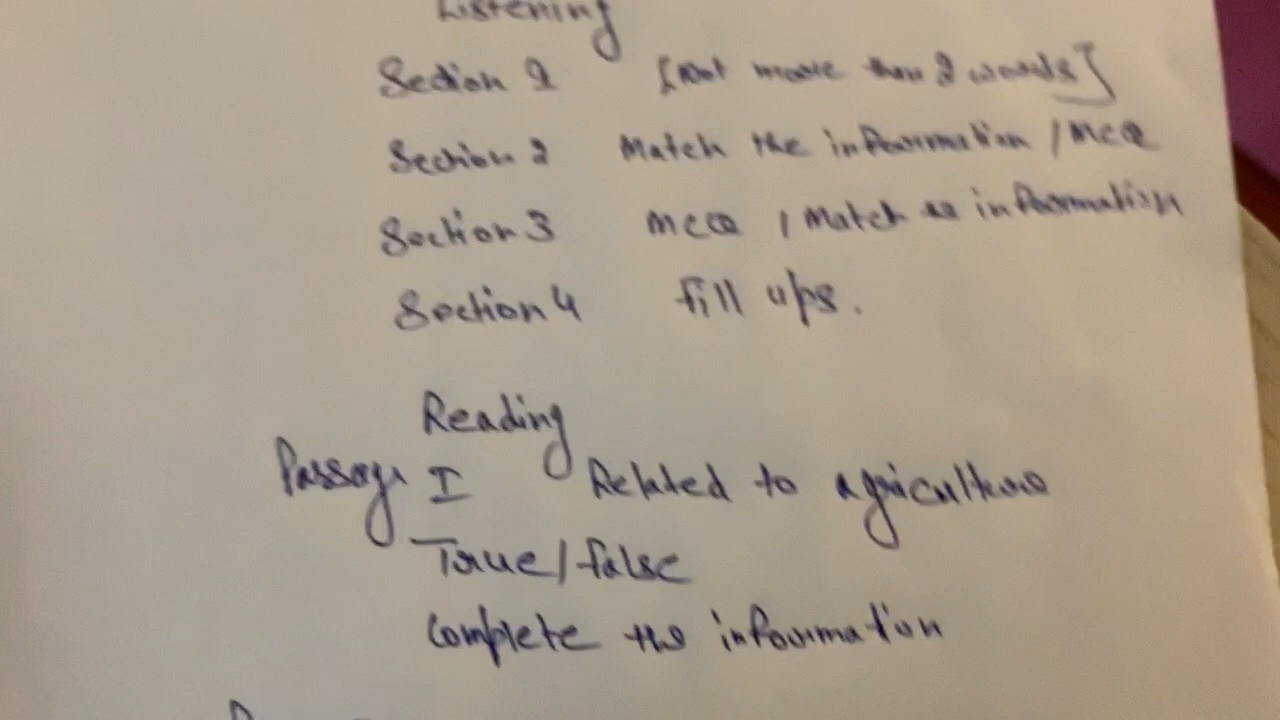 Listening
Section 1 [Not more than 2 words]
Section 2 Match the information / MCQ
Section 3 MCQ / Match information
Section 4 fill ups.
Reading
Passage I Related to agriculture
True/false
Complete the information